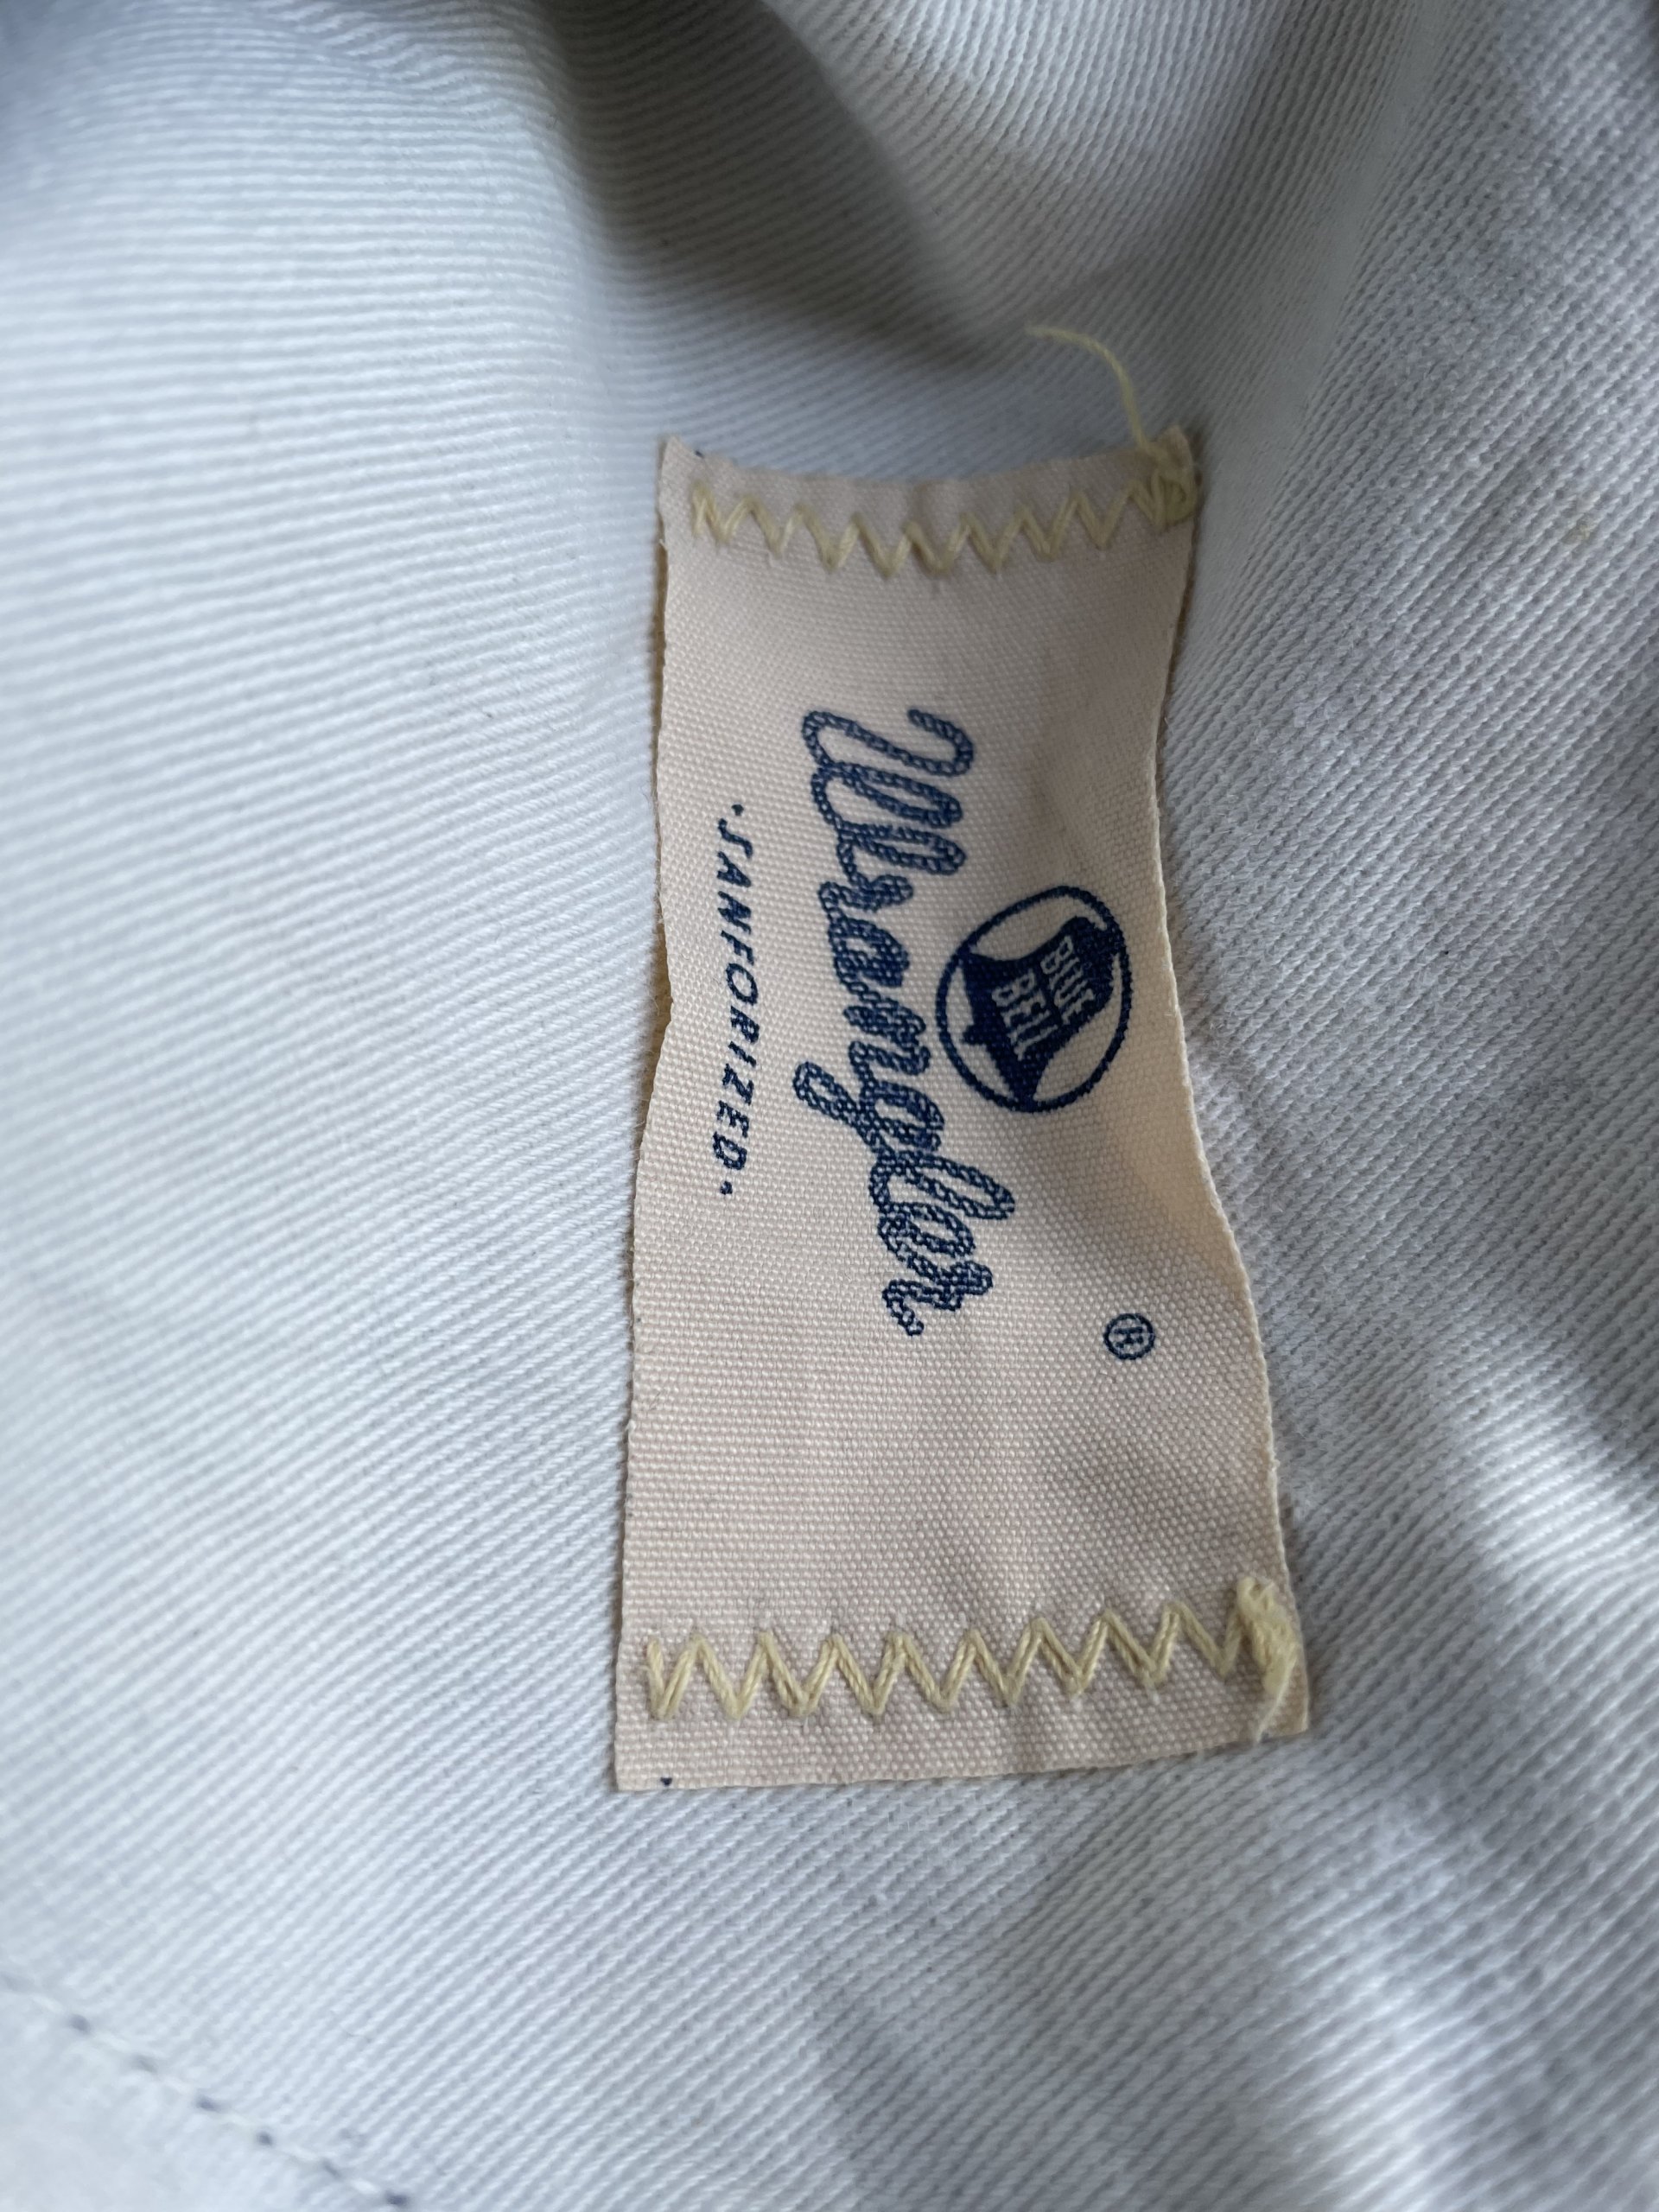 BLUE
BELL
®
Wrangler
•SANFORIZED•